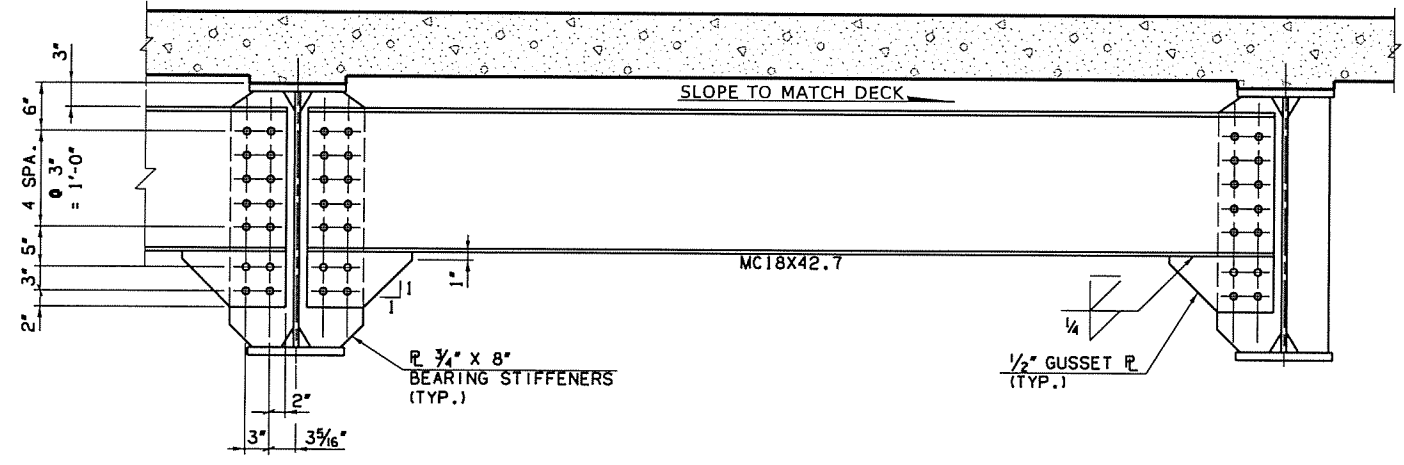 3"
6"
4 SPA.
@ 3"
= 1'-0"
5"
3"
2"
SLOPE TO MATCH DECK
MC18X42.7
1"
1
1
1/4
PL 3/4" X 8"
BEARING STIFFENERS
(TYP.)
1/2" GUSSET PL
(TYP.)
2"
3"
3 5/16"